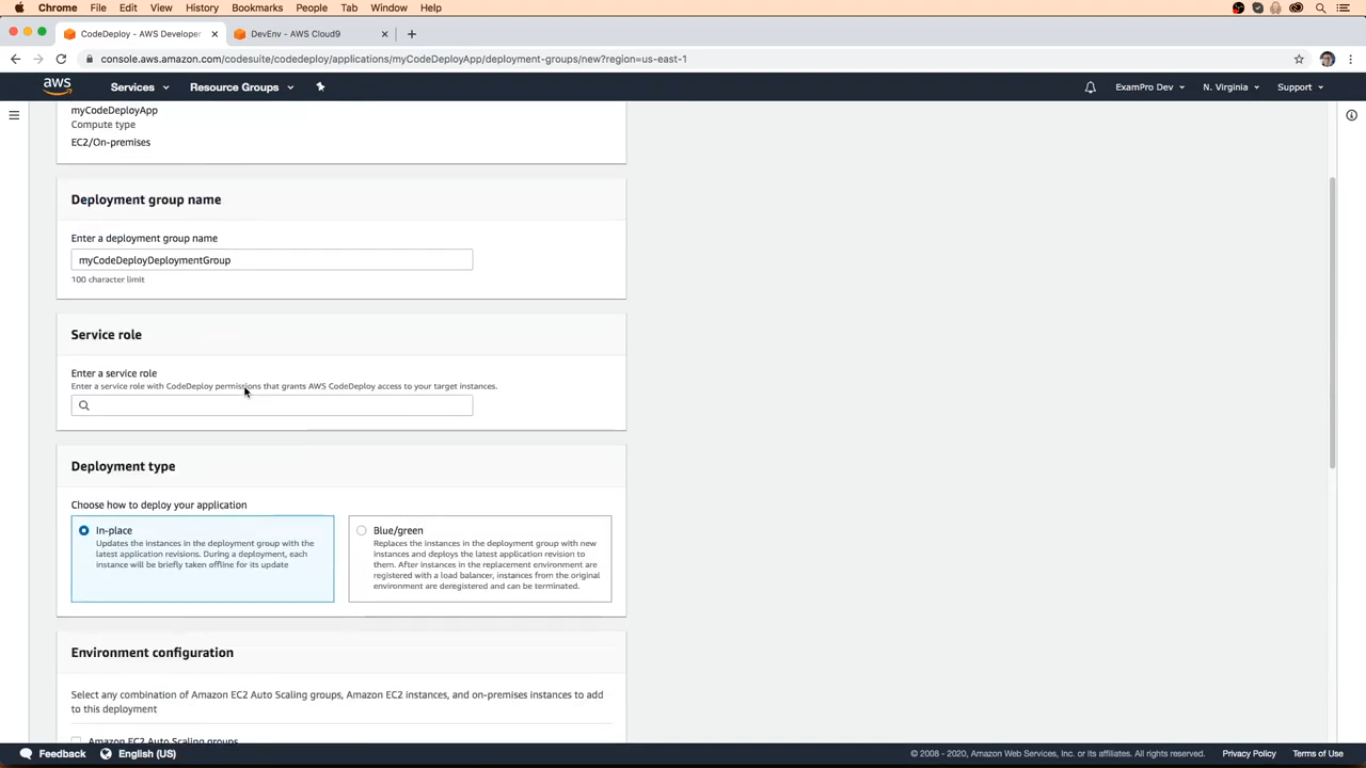 Chrome File Edit View History Bookmarks People Tab Window Help
CodeDeploy - AWS Developer
DevEnv - AWS Cloud9
console.aws.amazon.com/codesuite/codedeploy/applications/myCodeDeployApp/deployment-groups/new?region=us-east-1
aws Services Resource Groups ExamPro Dev N. Virginia Support
myCodeDeployApp
Compute type
EC2/On-premises
Deployment group name
Enter a deployment group name
myCodeDeployDeploymentGroup
100 character limit
Service role
Enter a service role
Enter a service role with CodeDeploy permissions that grants AWS CodeDeploy access to your target instances.
Deployment type
Choose how to deploy your application
In-place
Updates the instances in the deployment group with the
latest application revisions. During a deployment, each
instance will be briefly taken offline for its update
Blue/green
Replaces the instances in the deployment group with new
instances and deploys the latest application revision to
them. After instances in the replacement environment are
registered with a load balancer, instances from the original
environment are deregistered and can be terminated.
Environment configuration
Select any combination of Amazon EC2 Auto Scaling groups, Amazon EC2 instances, and on-premises instances to add
to this deployment
Amazon EC2 Auto Scaling groups
Feedback English (US) © 2008 - 2020, Amazon Web Services, Inc. or its affiliates. All rights reserved. Privacy Policy Terms of Use